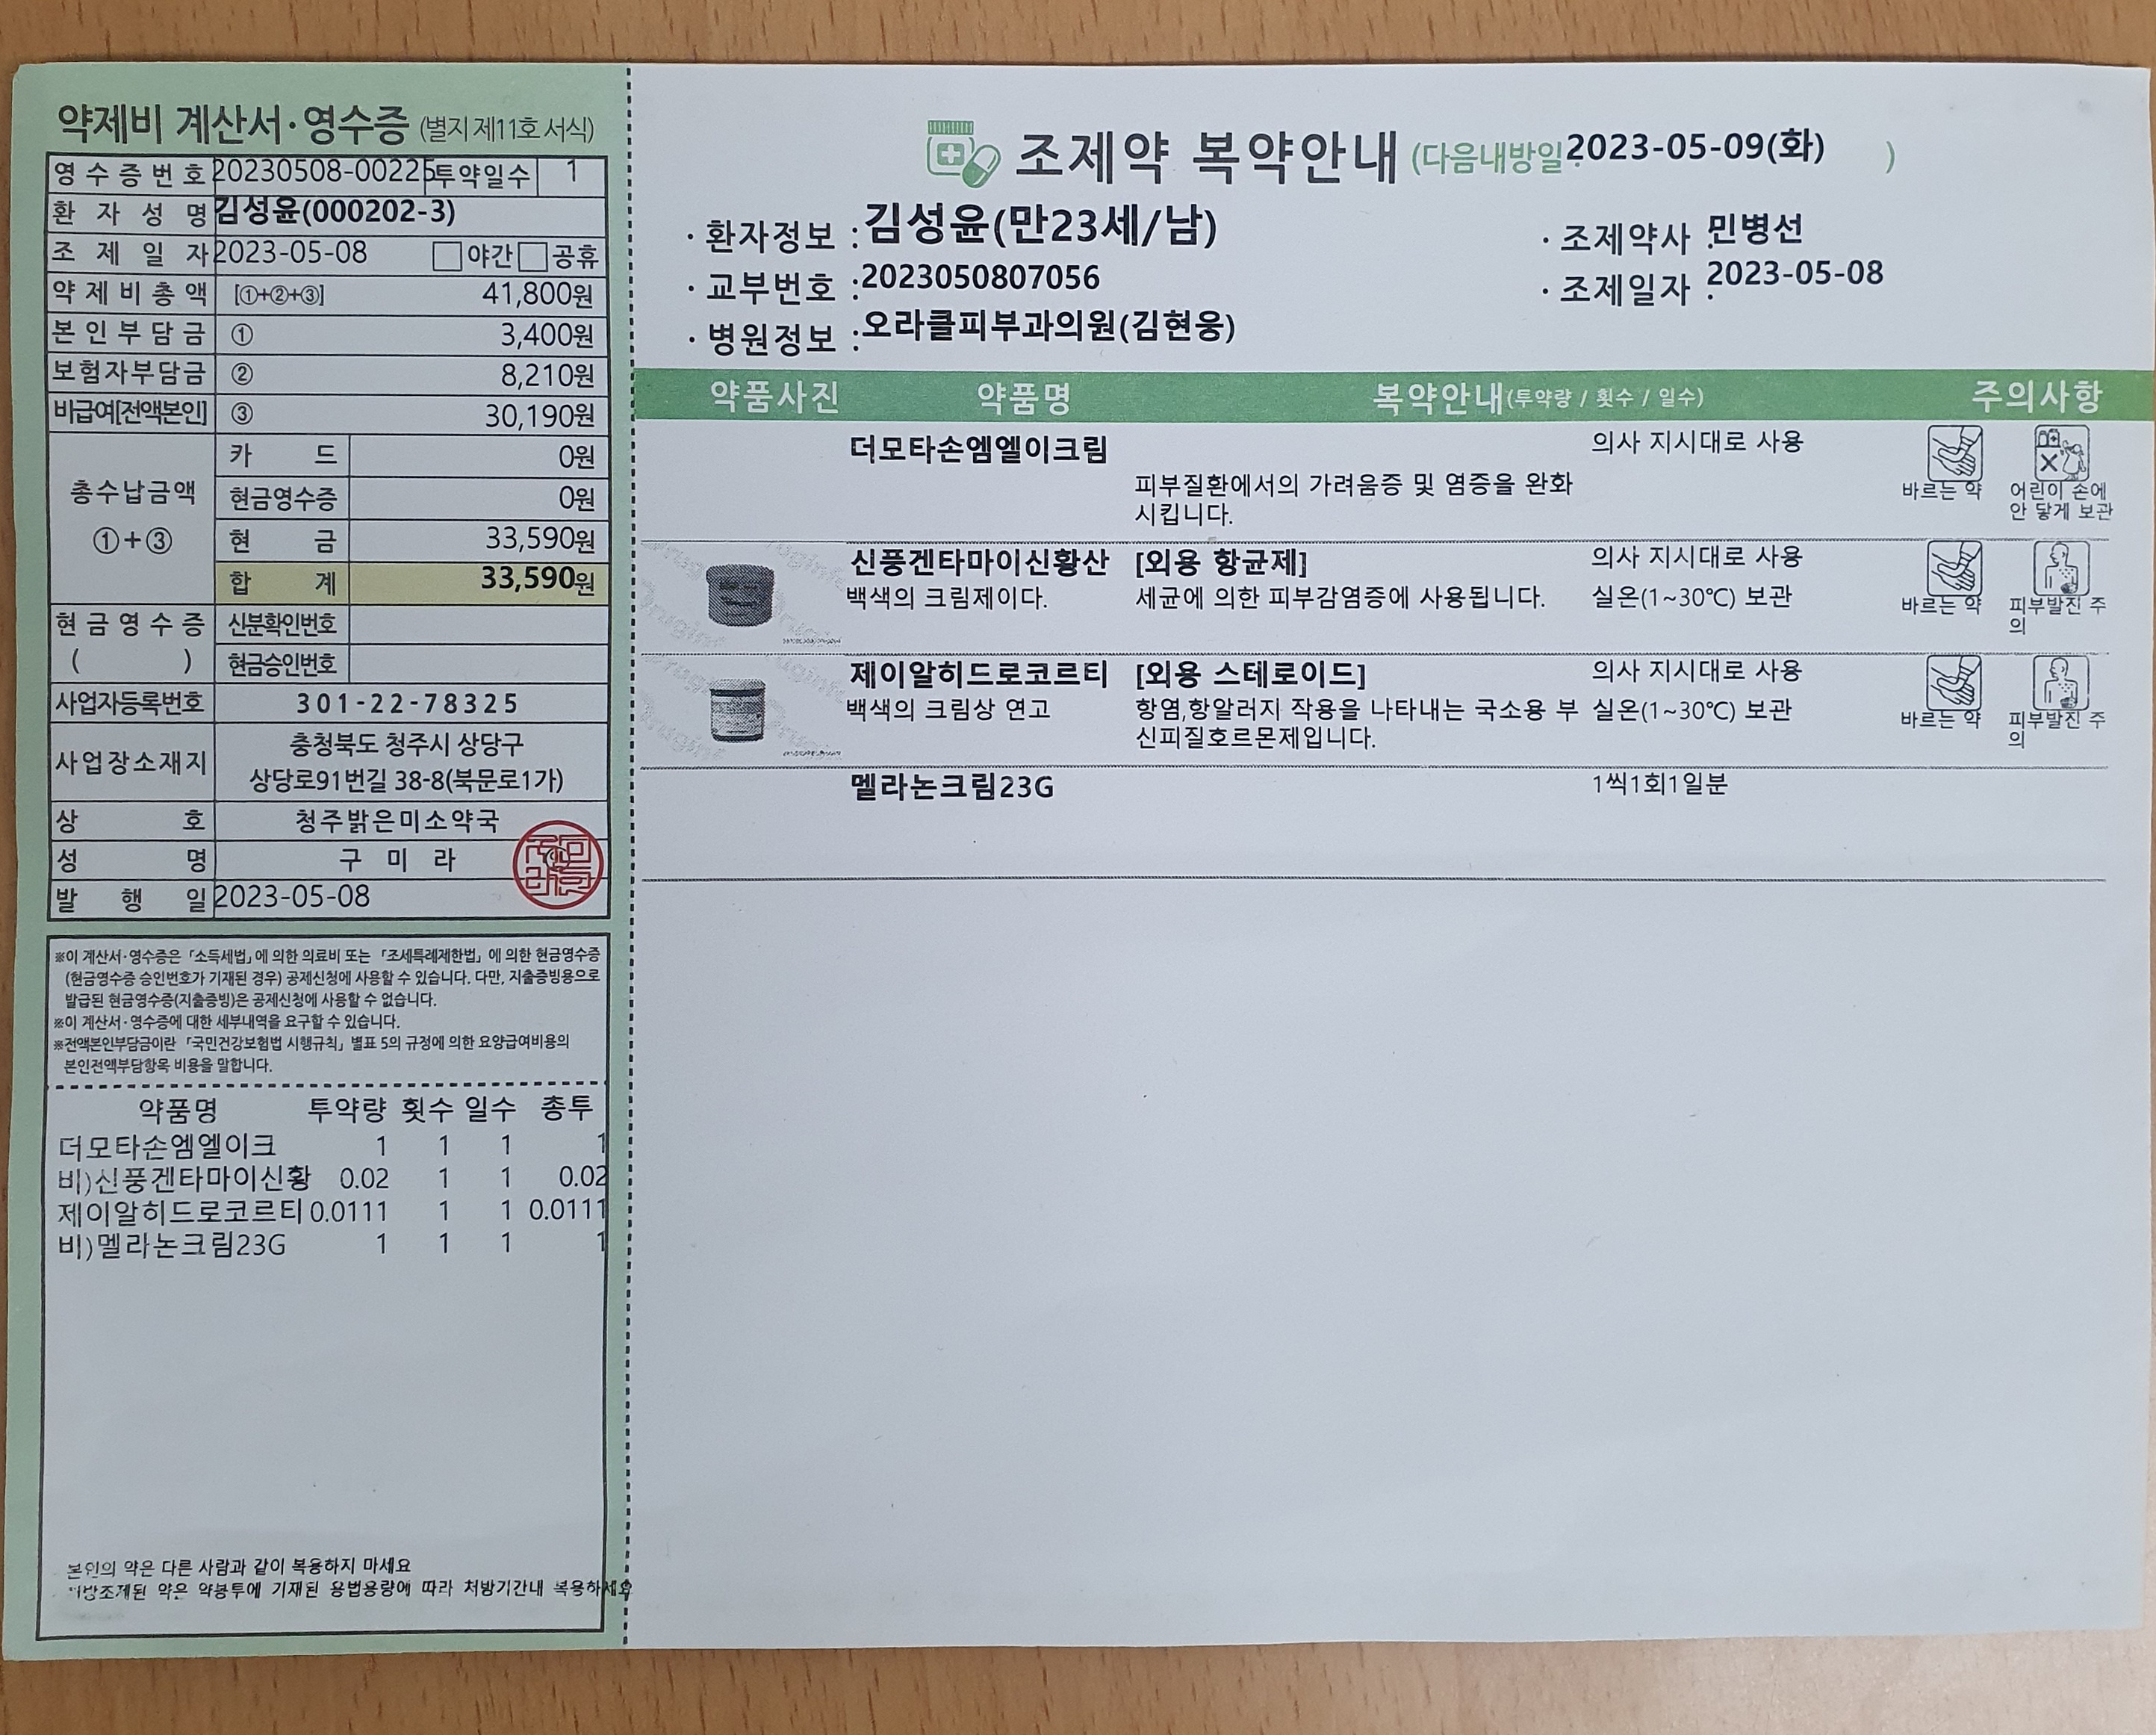 약제비 계산서·영수증 (별지 제11호 서식)
영수증번호 20230508-00225 투약일수 1
환자성명 김성윤(000202-3)
조제일자 2023-05-08 □야간 □공휴
약제비총액 [①+②+③] 41,800원
본인부담금 ① 3,400원
보험자부담금 ② 8,210원
비급여[전액본인] ③ 30,190원
총수납금액
①+③
카드 0원
현금영수증 0원
현금 33,590원
합계 33,590원
현금영수증
( )
신분확인번호
현금승인번호
사업자등록번호 301-22-78325
사업장소재지 충청북도 청주시 상당구
상당로91번길 38-8(북문로1가)
상호 청주밝은미소약국
성명 구미라
발행일 2023-05-08
※이 계산서·영수증은 「소득세법」에 의한 의료비 또는 「조세특례제한법」에 의한 현금영수증
(현금영수증 승인번호가 기재된 경우) 공제신청에 사용할 수 있습니다. 다만, 지출증빙용으로
발급된 현금영수증(지출증빙)은 공제신청에 사용할 수 없습니다.
※이 계산서·영수증에 대한 세부내역을 요구할 수 있습니다.
※전액본인부담금이란 「국민건강보험법 시행규칙」별표 5의 규정에 의한 요양급여비용의
본인전액부담항목 비용을 말합니다.
약품명 투약량 횟수 일수 총투
더모타손엠엘이크 1 1 1 1
비)신풍겐타마이신황 0.02 1 1 0.02
제이알히드로코르티 0.0111 1 1 0.0111
비)멜라논크림23G 1 1 1 1
본인의 약은 다른 사람과 같이 복용하지 마세요
약은 약봉투에 기재된 용법용량에 따라 처방기간내 복용하세요
조제약 복약안내 (다음내방일: 2023-05-09(화) )
· 환자정보 : 김성윤(만23세/남)
· 교부번호 : 2023050807056
· 병원정보 : 오라클피부과의원(김현웅)
· 조제약사 : 민병선
· 조제일자 : 2023-05-08
약품사진 약품명 복약안내(투약량 / 횟수 / 일수) 주의사항
더모타손엠엘이크림 의사 지시대로 사용
피부질환에서의 가려움증 및 염증을 완화
시킵니다.
바르는 약 어린이 손에
안 닿게 보관
신풍겐타마이신황산 [외용 항균제] 의사 지시대로 사용
백색의 크림제이다. 세균에 의한 피부감염증에 사용됩니다. 실온(1~30℃) 보관
바르는 약 피부발진 주
의
제이알히드로코르티 [외용 스테로이드] 의사 지시대로 사용
백색의 크림상 연고 항염,항알러지 작용을 나타내는 국소용 부 실온(1~30℃) 보관
신피질호르몬제입니다.
바르는 약 피부발진 주
의
멜라논크림23G 1씩1회1일분